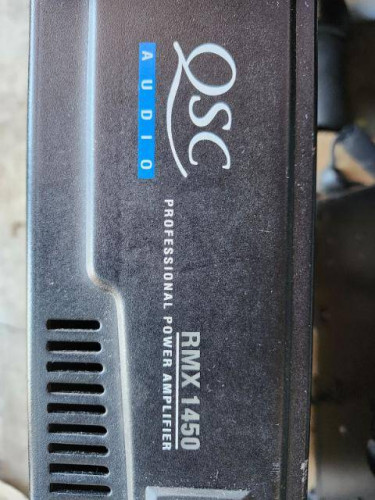 QSC
AUDIO
RMX 1450
PROFESSIONAL POWER AMPLIFIER